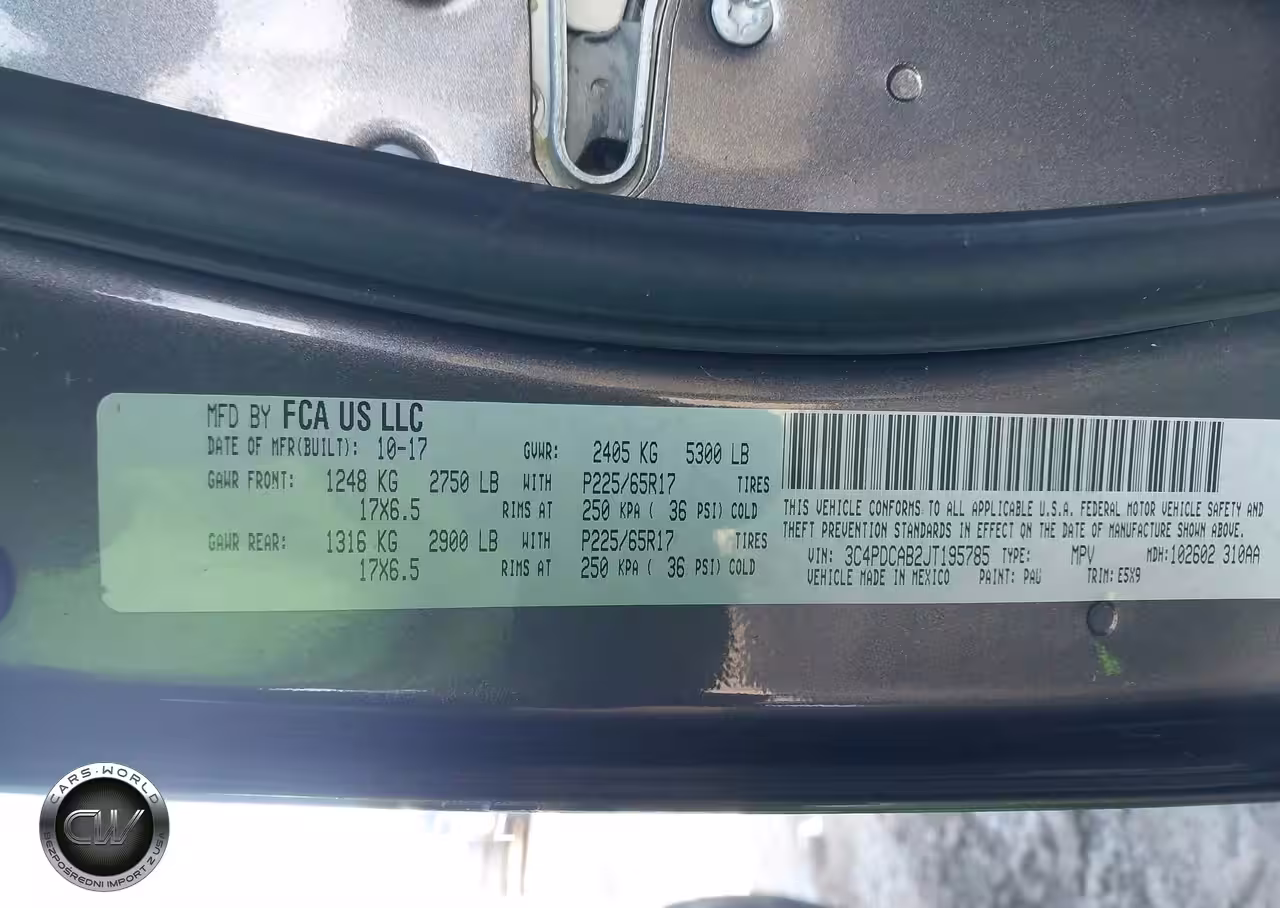 MFD BY FCA US LLC
DATE OF MFR(BUILT): 10-17 GVWR: 2405 KG 5300 LB
GAWR FRONT: 1248 KG 2750 LB WITH P225/65R17 TIRES
17X6.5 RIMS AT 250 KPA ( 36 PSI) COLD
GAWR REAR: 1316 KG 2900 LB WITH P225/65R17 TIRES
17X6.5 RIMS AT 250 KPA ( 36 PSI) COLD
THIS VEHICLE CONFORMS TO ALL APPLICABLE U.S.A. FEDERAL MOTOR VEHICLE SAFETY AND
THEFT PREVENTION STANDARDS IN EFFECT ON THE DATE OF MANUFACTURE SHOWN ABOVE.
VIN: 3C4PDCAB2JT195785 TYPE: MPV MDH:102602 310AA
VEHICLE MADE IN MEXICO PAINT: PAU TRIM: E5X9
CARS·WORLD
CW
BEZPOŚREDNI IMPORT Z USA